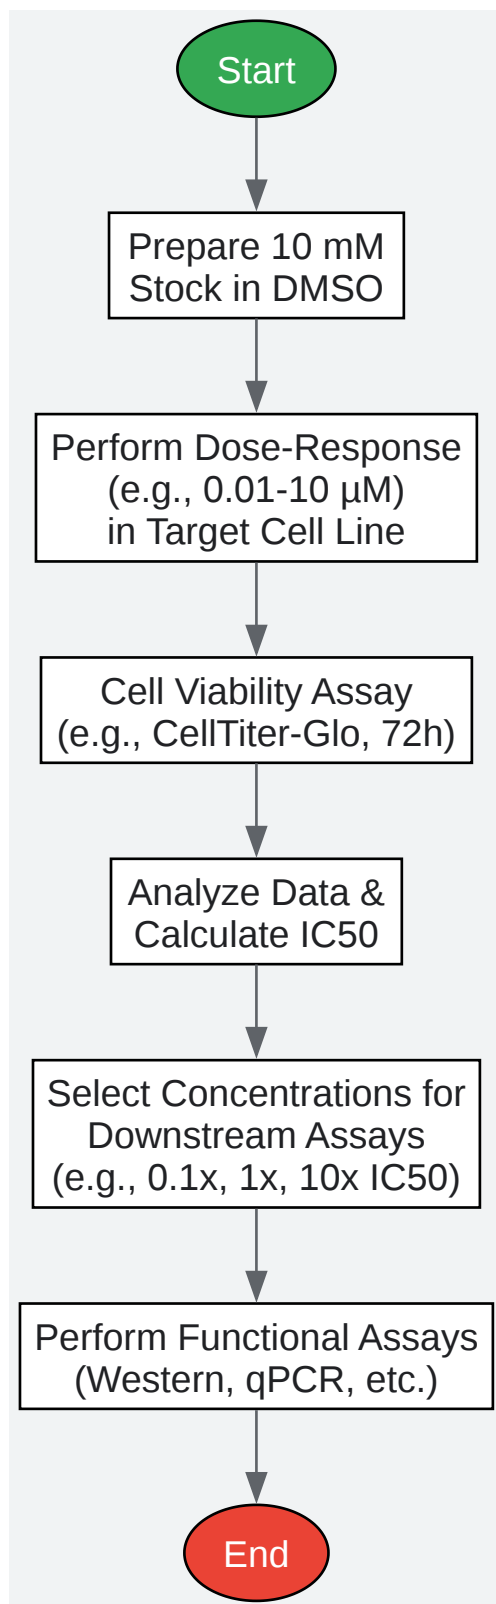 Start
Prepare 10 mM
Stock in DMSO
Perform Dose-Response
(e.g., 0.01-10 µM)
in Target Cell Line
Cell Viability Assay
(e.g., CellTiter-Glo, 72h)
Analyze Data &
Calculate IC50
Select Concentrations for
Downstream Assays
(e.g., 0.1x, 1x, 10x IC50)
Perform Functional Assays
(Western, qPCR, etc.)
End